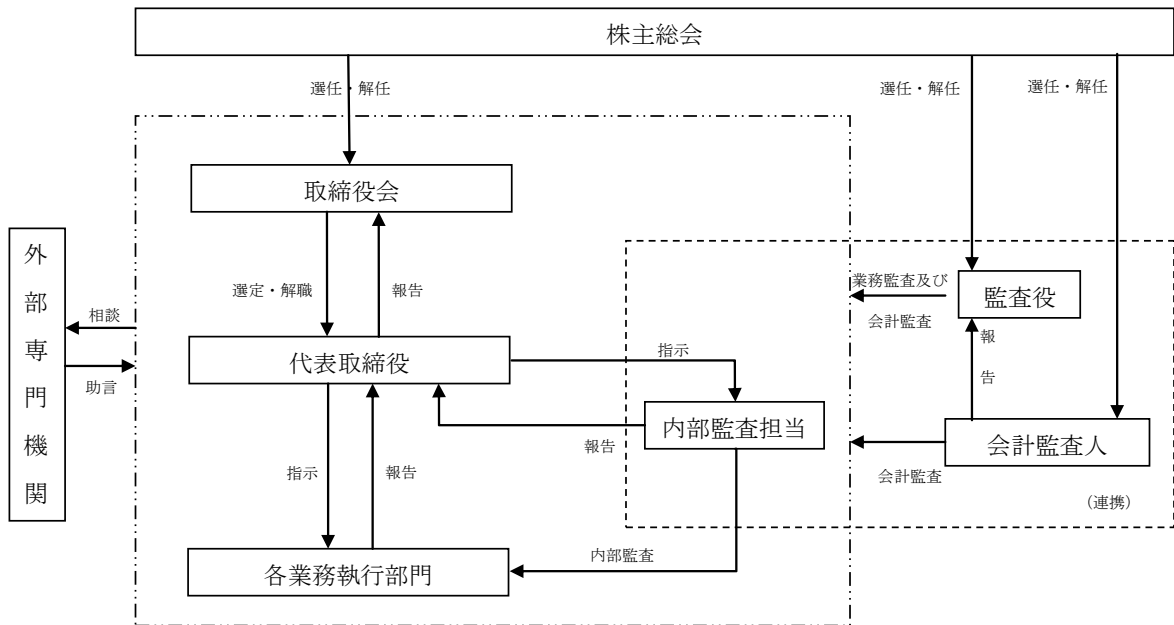 株主総会
選任・解任
選任・解任
選任・解任
取締役会
外部専門機関
選定・解職
報告
業務監査及び
会計監査
監査役
相談
助言
代表取締役
指示
報告
内部監査担当
報告
会計監査人
会計監査
(連携)
指示
報告
内部監査
各業務執行部門